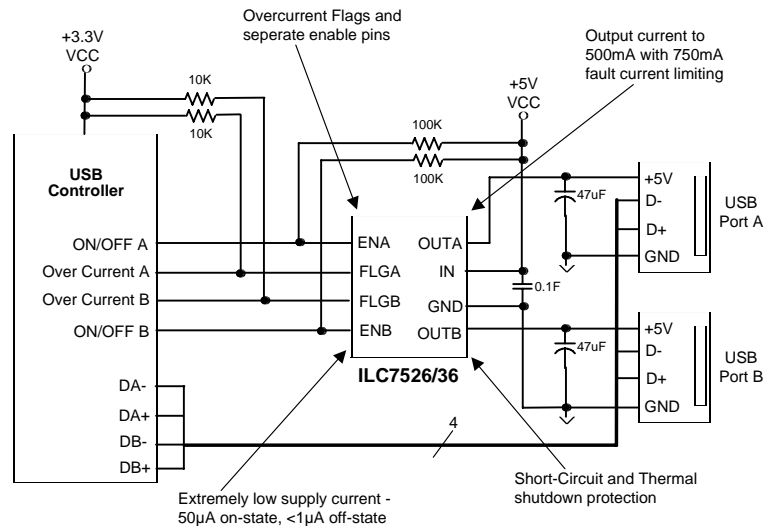 Overcurrent Flags and
seperate enable pins
Output current to
500mA with 750mA
fault current limiting
+3.3V
VCC
10K
10K
+5V
VCC
100K
100K
USB
Controller
ON/OFF A
Over Current A
Over Current B
ON/OFF B
DA-
DA+
DB-
DB+
ENA
FLGA
FLGB
ENB
OUTA
IN
GND
OUTB
ILC7526/36
0.1F
47uF
47uF
+5V
D-
D+
GND
USB
Port A
+5V
D-
D+
GND
USB
Port B
4
Extremely low supply current -
50µA on-state, <1µA off-state
Short-Circuit and Thermal
shutdown protection